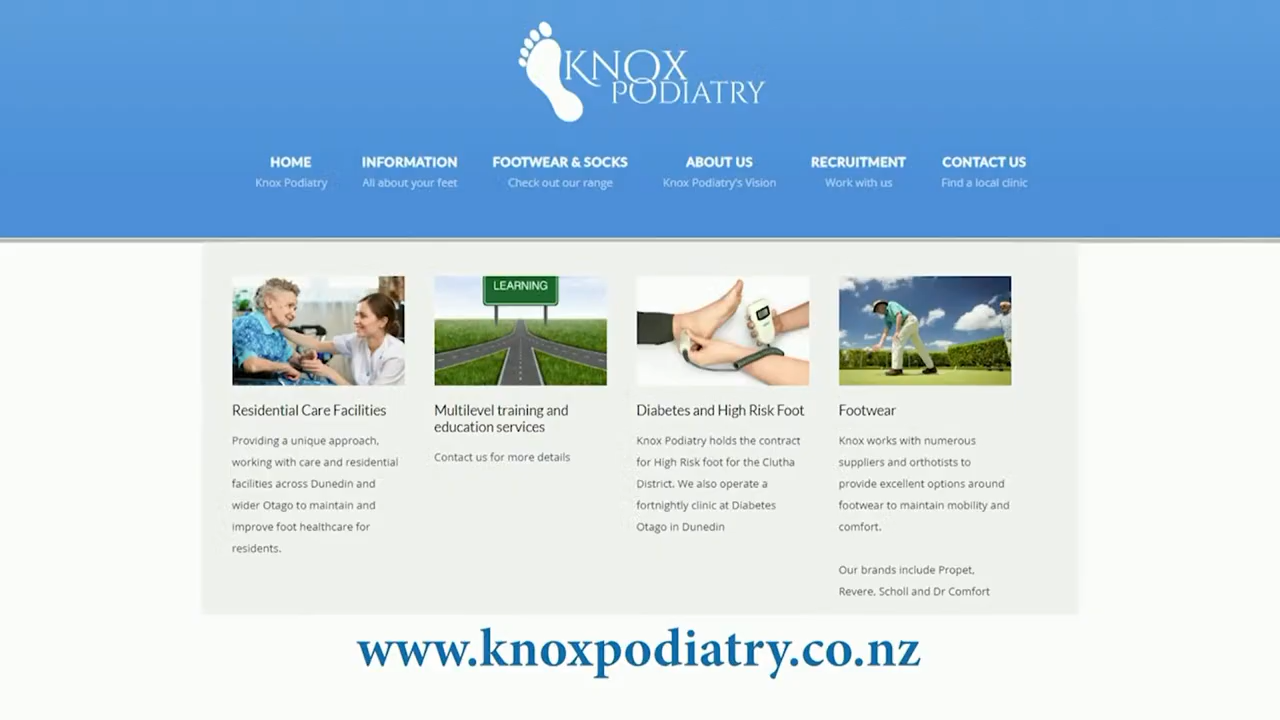 KNOX
PODIATRY
HOME
Knox Podiatry
INFORMATION
All about your feet
FOOTWEAR & SOCKS
Check out our range
ABOUT US
Knox Podiatry's Vision
RECRUITMENT
Work with us
CONTACT US
Find a local clinic
Residential Care Facilities
Providing a unique approach,
working with care and residential
facilities across Dunedin and
wider Otago to maintain and
improve foot healthcare for
residents.
LEARNING
Multilevel training and
education services
Contact us for more details
Diabetes and High Risk Foot
Knox Podiatry holds the contract
for High Risk foot for the Clutha
District. We also operate a
fortnightly clinic at Diabetes
Otago in Dunedin
Footwear
Knox works with numerous
suppliers and orthotists to
provide excellent options around
footwear to maintain mobility and
comfort.
Our brands include Propet,
Revere, Scholl and Dr Comfort
www.knoxpodiatry.co.nz